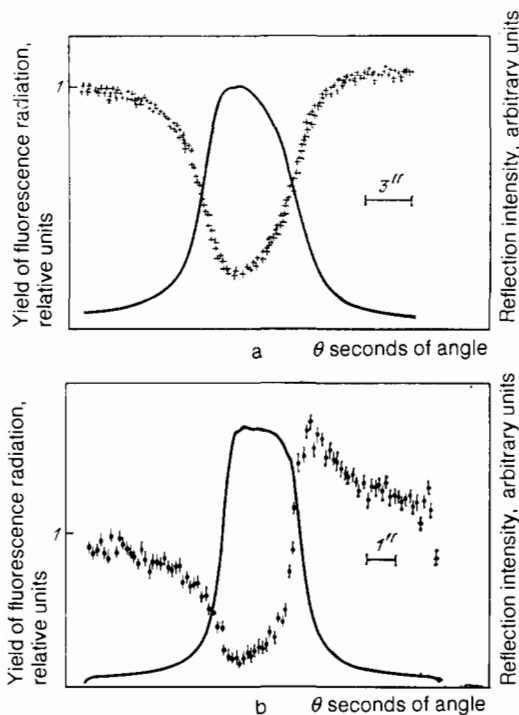 Yield of fluorescence radiation,
relative units
1
3"
Reflection intensity, arbitrary units
a
θ seconds of angle
Yield of fluorescence radiation,
relative units
1
1"
Reflection intensity, arbitrary units
b
θ seconds of angle